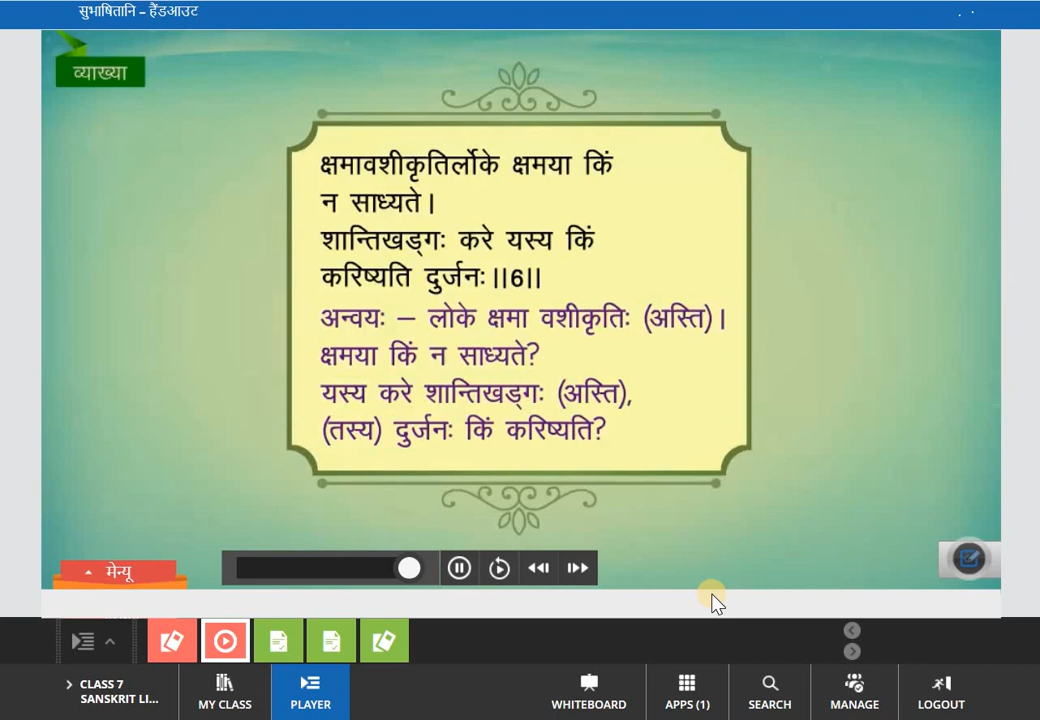 सुभाषितानि – हैंडआउट
व्याख्या
क्षमावशीकृतिर्लोके क्षमया किं
न साध्यते।
शान्तिखड्गः करे यस्य किं
करिष्यति दुर्जनः।।6।।
अन्वयः – लोके क्षमा वशीकृतिः (अस्ति)।
क्षमया किं न साध्यते?
यस्य करे शान्तिखड्गः (अस्ति),
(तस्य) दुर्जनः किं करिष्यति?
मेन्यू
CLASS 7
SANSKRIT LI...
MY CLASS
PLAYER
WHITEBOARD
APPS (1)
SEARCH
MANAGE
LOGOUT